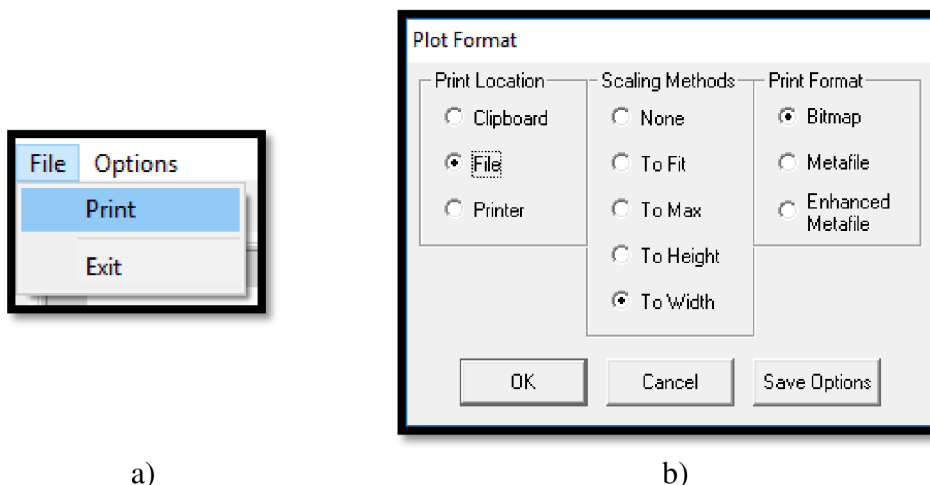 File Options
Print
Exit
a)
Plot Format
Print Location
Clipboard
File
Printer
Scaling Methods
None
To Fit
To Max
To Height
To Width
Print Format
Bitmap
Metafile
Enhanced
Metafile
OK Cancel Save Options
b)